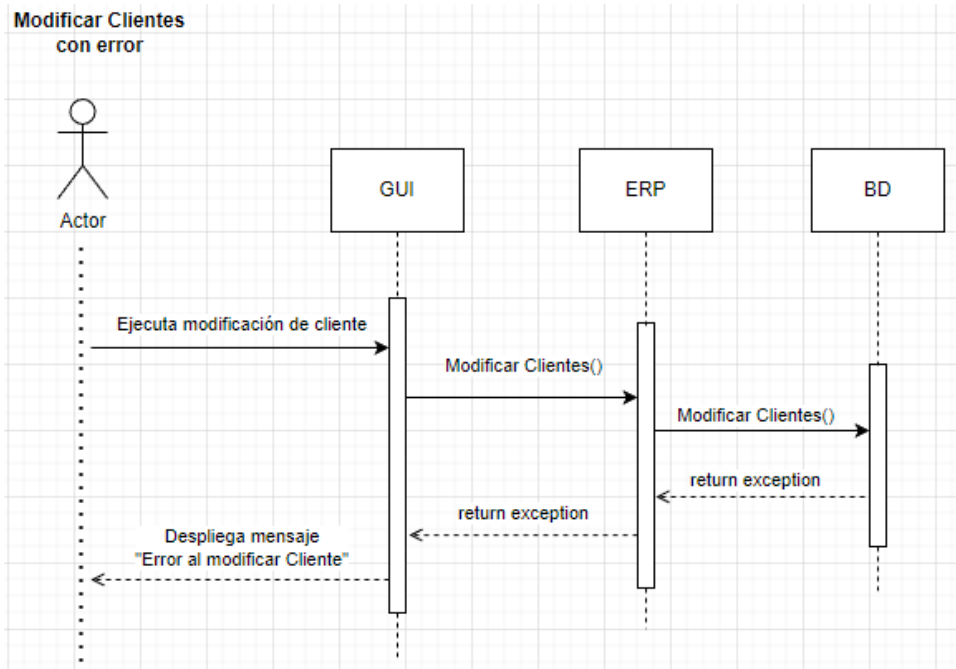 Modificar Clientes
con error
Actor
GUI
ERP
BD
Ejecuta modificación de cliente
Modificar Clientes()
Modificar Clientes()
return exception
return exception
Despliega mensaje
"Error al modificar Cliente"